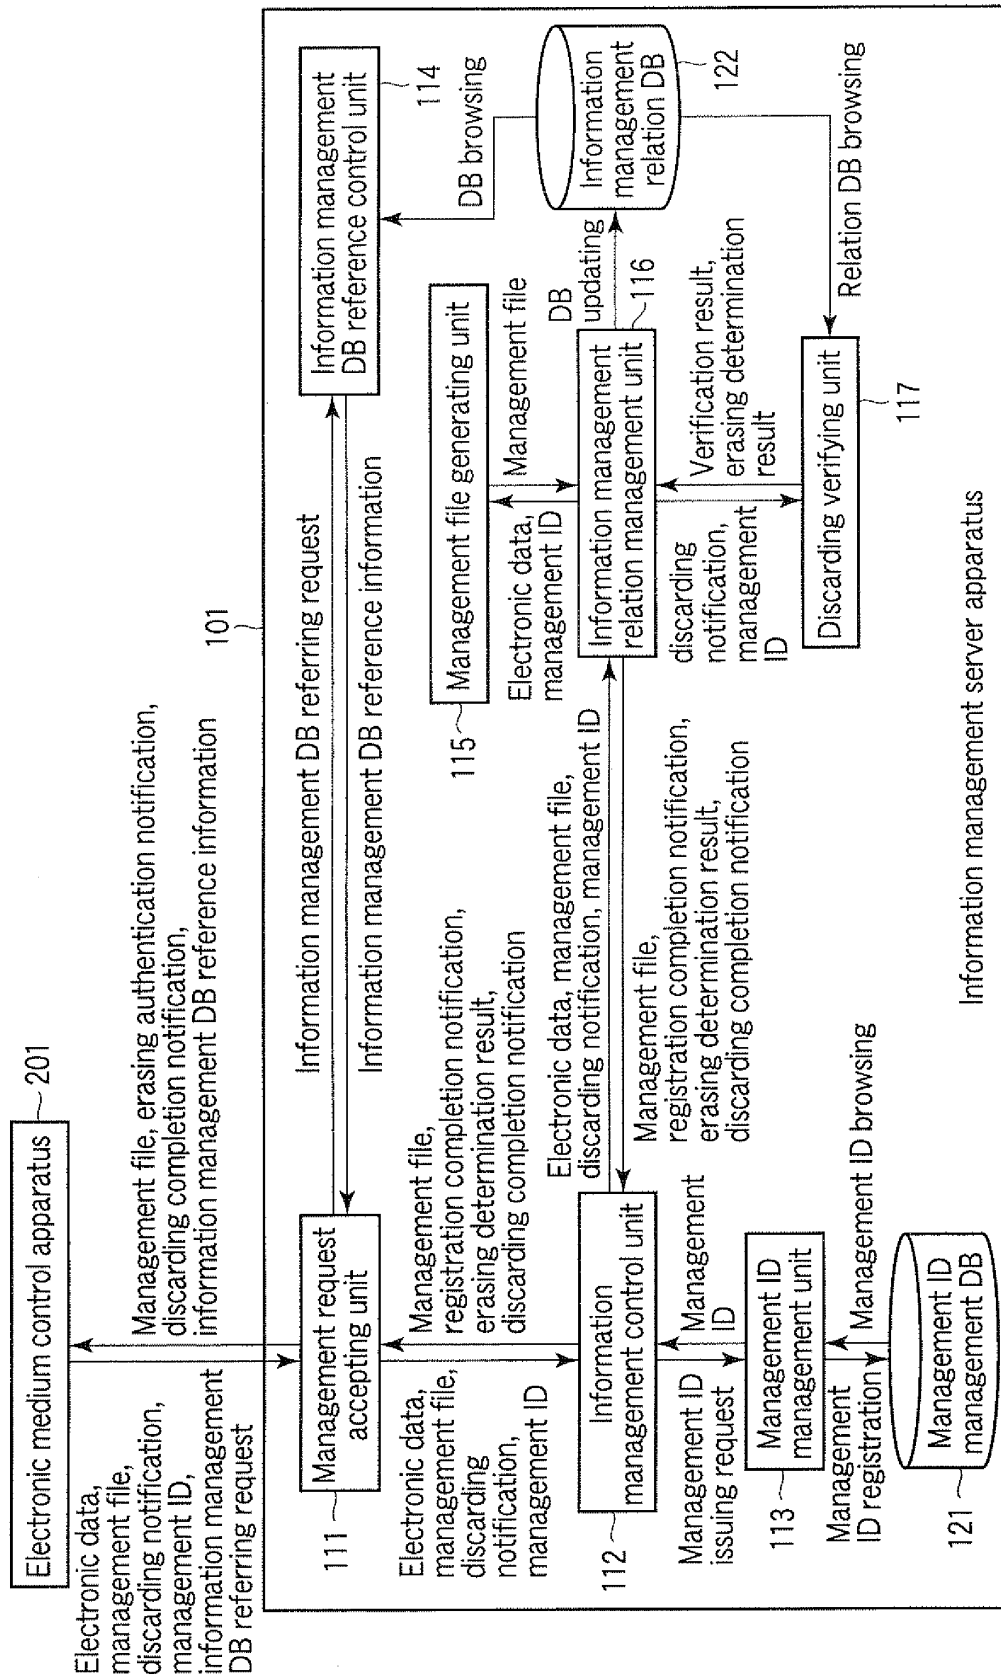 Electronic medium control apparatus
201
Electronic data,
management file,
discarding notification,
management ID,
information management
DB referring request
Management file, erasing authentication notification,
discarding completion notification,
information management DB reference information
101
Management request
accepting unit
111
Information management DB referring request
Information management DB reference information
Information management
DB reference control unit
114
Electronic data,
management file,
discarding
notification,
management ID
Management file,
registration completion notification,
erasing determination result,
discarding completion notification
DB browsing
Management file generating unit
115
Electronic data,
management ID
Management file
DB
updating
Information
management
relation DB
122
Information
management control unit
112
Electronic data, management file,
discarding notification, management ID
Management file,
registration completion notification,
erasing determination result,
discarding completion notification
Information management
relation management unit
116
Management ID
issuing request
Management
ID
discarding
notification,
management
ID
Verification result,
erasing determination
result
Relation DB browsing
Management ID
management unit
113
Discarding verifying unit
117
Management
ID registration
Management ID browsing
Management ID
management DB
121
Information management server apparatus